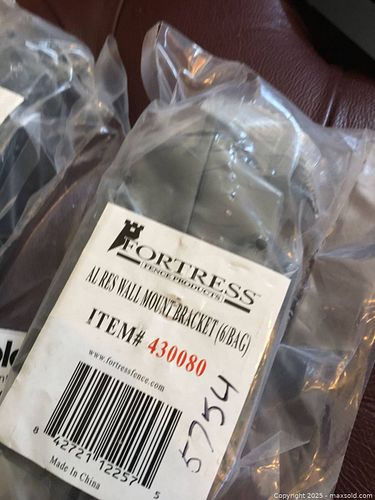 FORTRESS
FENCE PRODUCTS
AL RES WALL MOUNT BRACKET (6/BAG)
ITEM# 430080
www.fortressfence.com
8 42721 12257 5
Made In China
5754
Copyright 2025 - maxsold.com